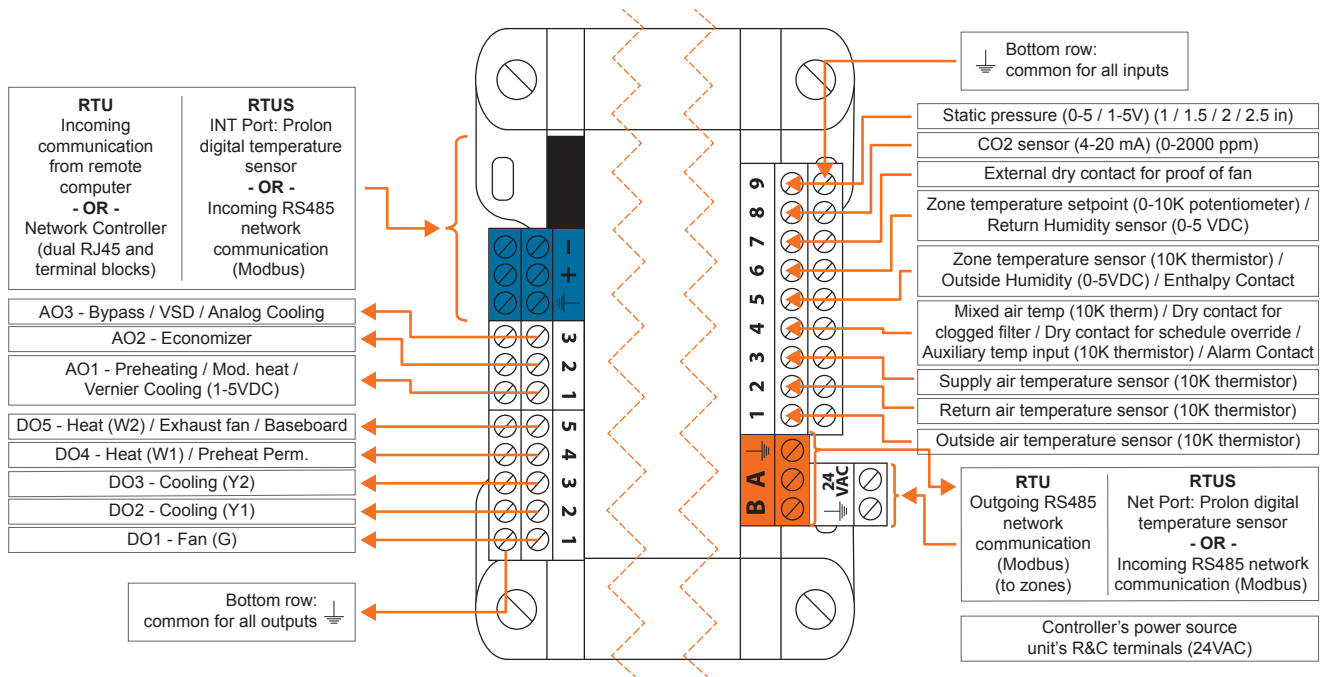 RTU
Incoming
communication
from remote
computer
- OR -
Network Controller
(dual RJ45 and
terminal blocks)
RTUS
INT Port: Prolon
digital temperature
sensor
- OR -
Incoming RS485
network
communication
(Modbus)
AO3 - Bypass / VSD / Analog Cooling
AO2 - Economizer
AO1 - Preheating / Mod. heat /
Vernier Cooling (1-5VDC)
DO5 - Heat (W2) / Exhaust fan / Baseboard
DO4 - Heat (W1) / Preheat Perm.
DO3 - Cooling (Y2)
DO2 - Cooling (Y1)
DO1 - Fan (G)
Bottom row:
common for all outputs
-
+
3
2
1
5
4
3
2
1
9
8
7
6
5
4
3
2
1
A
B
24
VAC
Bottom row:
common for all inputs
Static pressure (0-5 / 1-5V) (1 / 1.5 / 2 / 2.5 in)
CO2 sensor (4-20 mA) (0-2000 ppm)
External dry contact for proof of fan
Zone temperature setpoint (0-10K potentiometer) /
Return Humidity sensor (0-5 VDC)
Zone temperature sensor (10K thermistor) /
Outside Humidity (0-5VDC) / Enthalpy Contact
Mixed air temp (10K therm) / Dry contact for
clogged filter / Dry contact for schedule override /
Auxiliary temp input (10K thermistor) / Alarm Contact
Supply air temperature sensor (10K thermistor)
Return air temperature sensor (10K thermistor)
Outside air temperature sensor (10K thermistor)
RTU
Outgoing RS485
network
communication
(Modbus)
(to zones)
RTUS
Net Port: Prolon digital
temperature sensor
- OR -
Incoming RS485 network
communication (Modbus)
Controller's power source
unit's R&C terminals (24VAC)